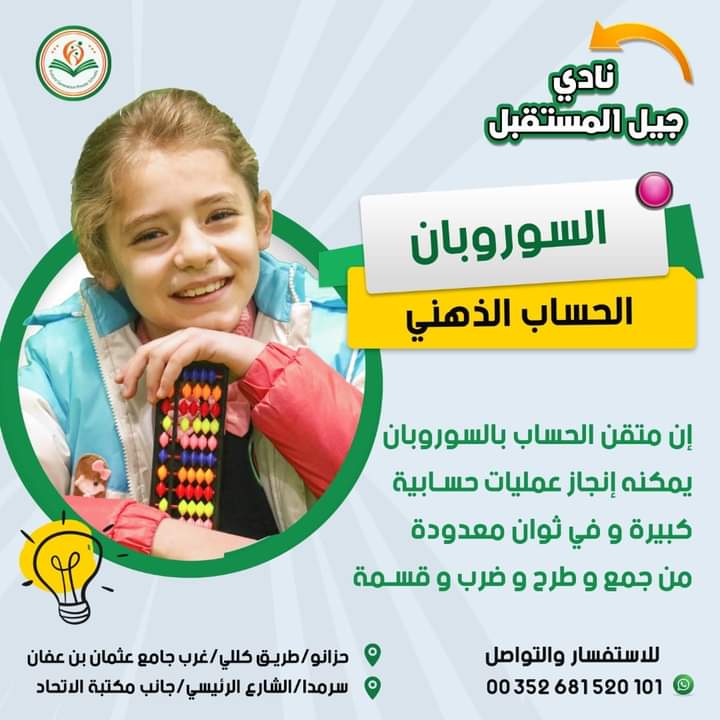 نادي
جيل المستقبل
السوروبان
الحساب الذهني
إن متقن الحساب بالسوروبان
يمكنه إنجاز عمليات حسابية
كبيرة و في ثوان معدودة
من جمع و طرح و ضرب و قسمة
للاستفسار والتواصل
00 352 681 520 101
حزانو/طريق كللي/غرب جامع عثمان بن عفان
سرمدا/الشارع الرئيسي/جانب مكتبة الاتحاد